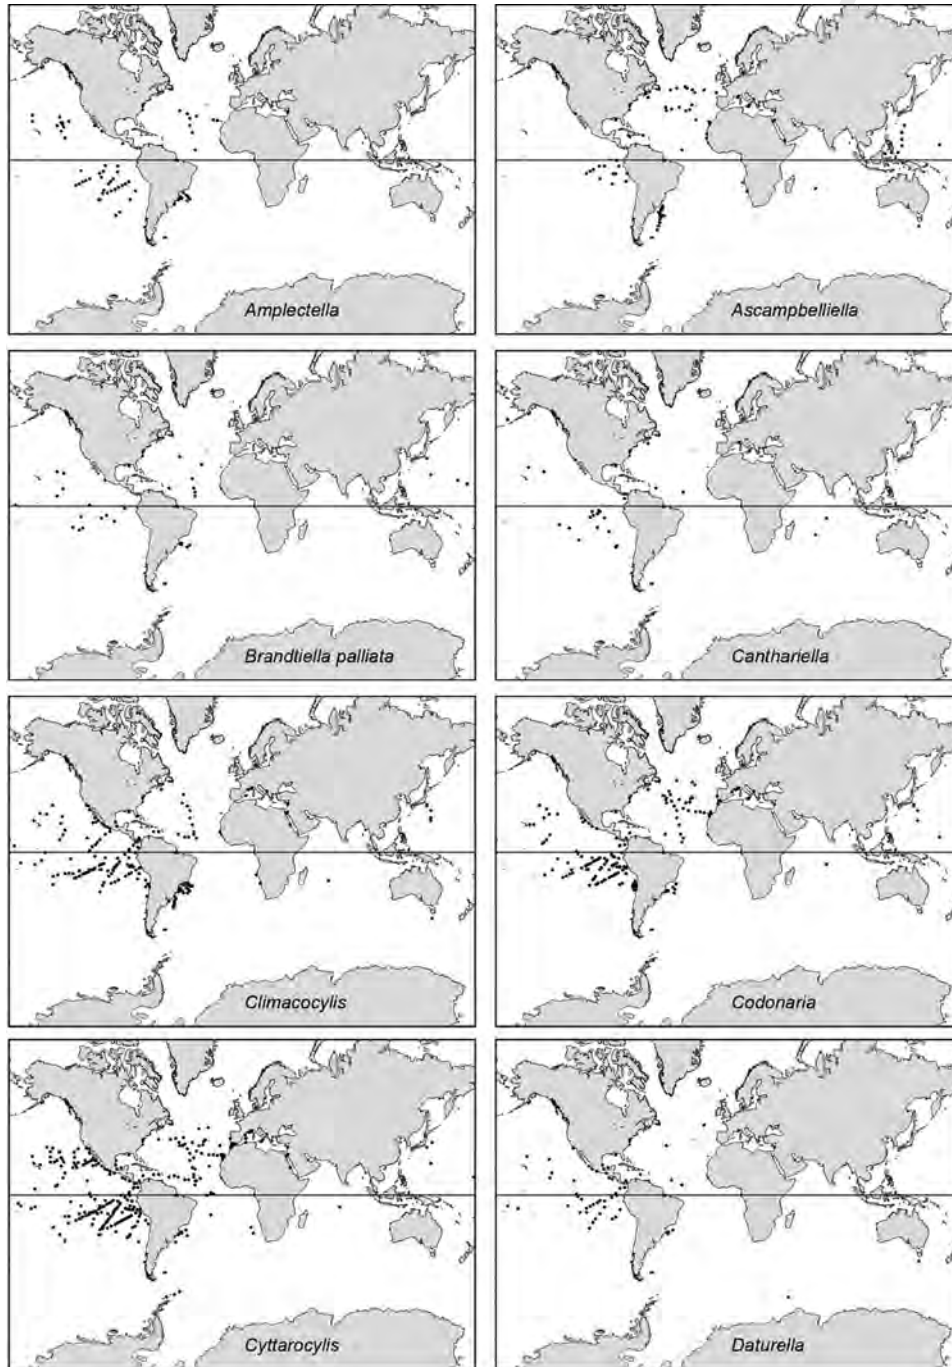 Amplectella
Ascampbelliella
Brandtiella palliata
Canthariella
Climacocylis
Codonaria
Cyttarocylis
Daturella